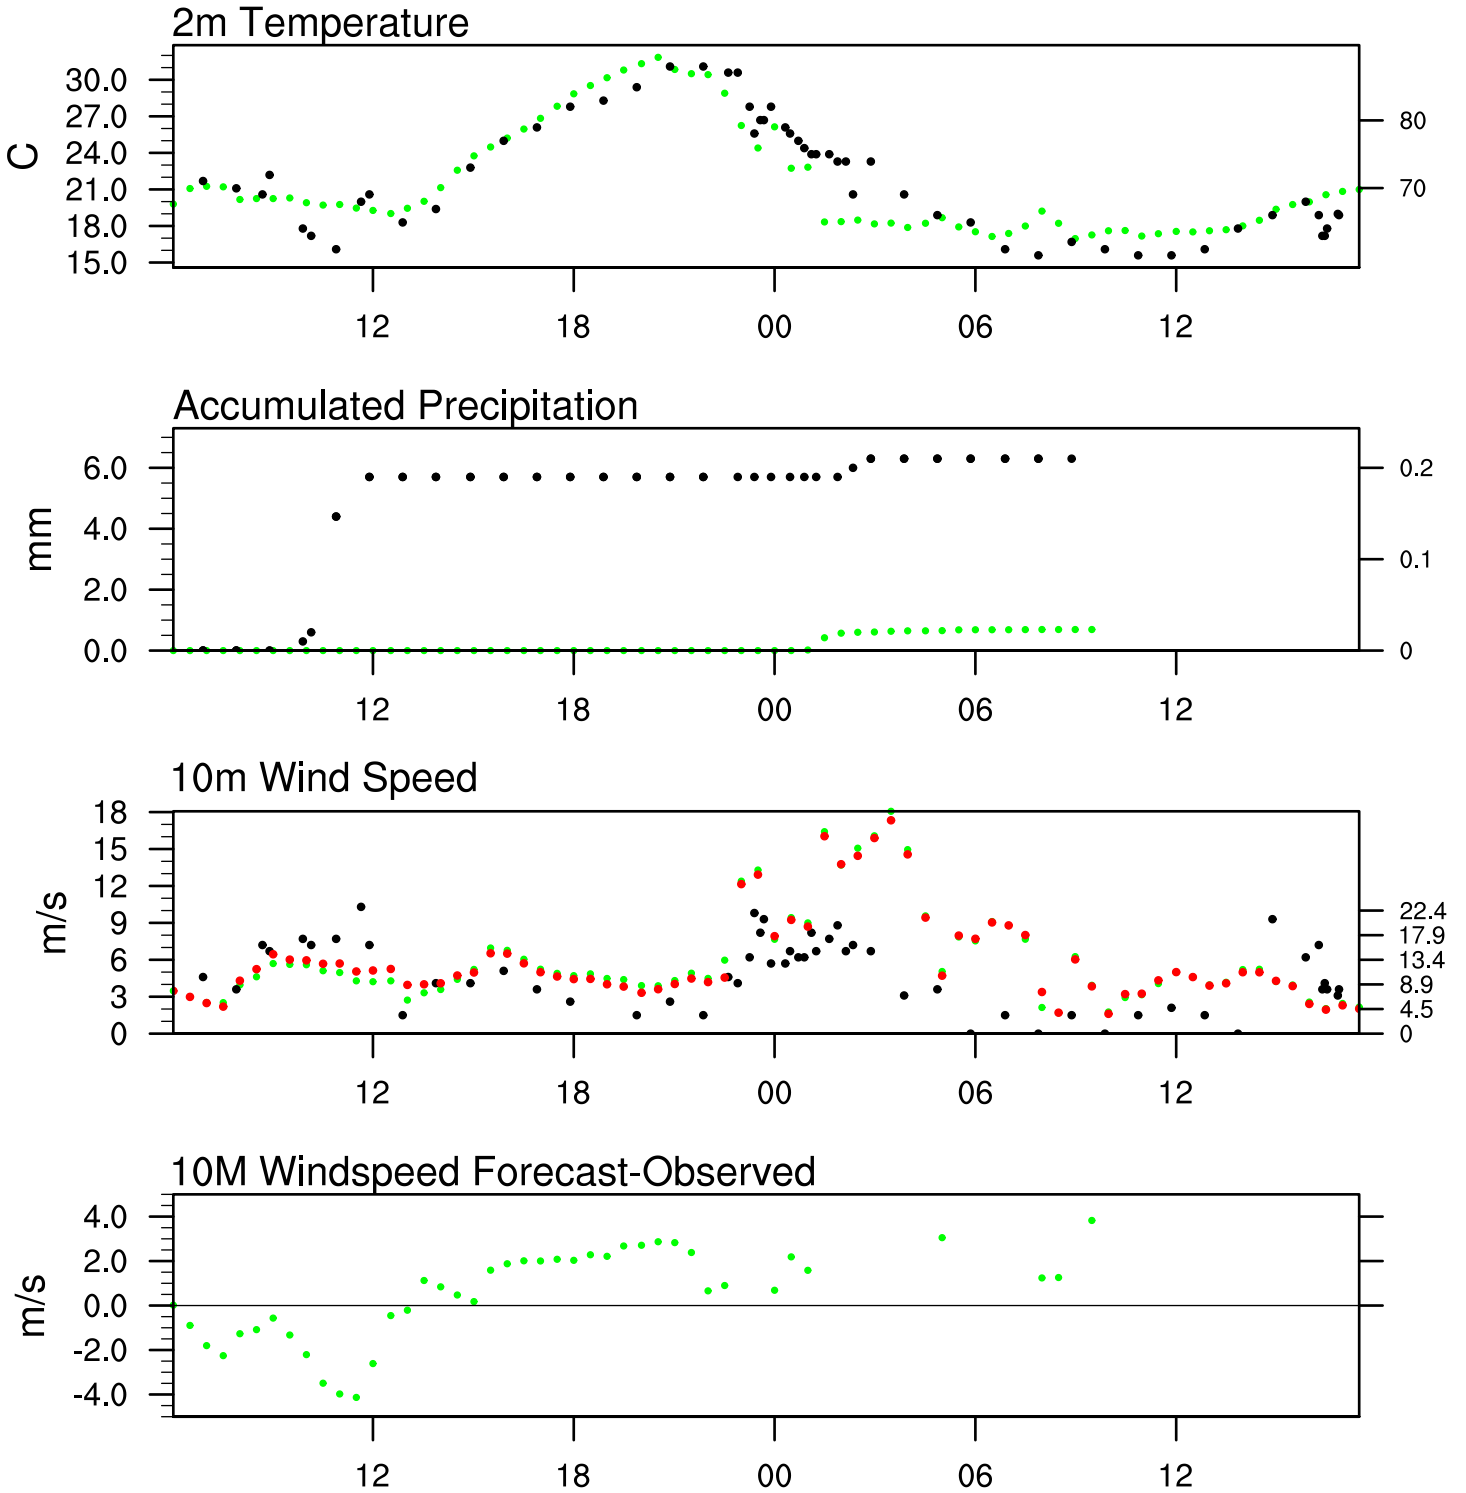 2m Temperature
30.0
27.0
80
24.0
C
21.0
70
18.0
15.0
12 18 00 06 12
Accumulated Precipitation
6.0
0.2
4.0
mm
0.1
2.0
0.0
0
12 18 00 06 12
10m Wind Speed
18
15
12
m/s
9
22.4
17.9
6
13.4
3
8.9
4.5
0
0
12 18 00 06 12
10M Windspeed Forecast-Observed
4.0
2.0
m/s
0.0
-2.0
-4.0
12 18 00 06 12